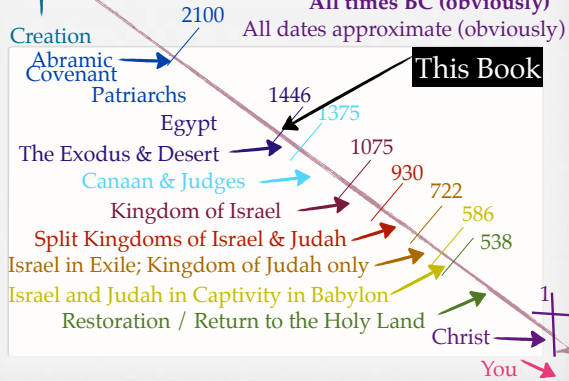 All times BC (obviously)
2100
All dates approximate (obviously)
Creation
Abramic
Covenant
This Book
Patriarchs
1446
1375
Egypt
The Exodus & Desert
1075
Canaan & Judges
930
Kingdom of Israel
722
586
Split Kingdoms of Israel & Judah
538
Israel in Exile; Kingdom of Judah only
Israel and Judah in Captivity in Babylon
1
Restoration / Return to the Holy Land
Christ
You